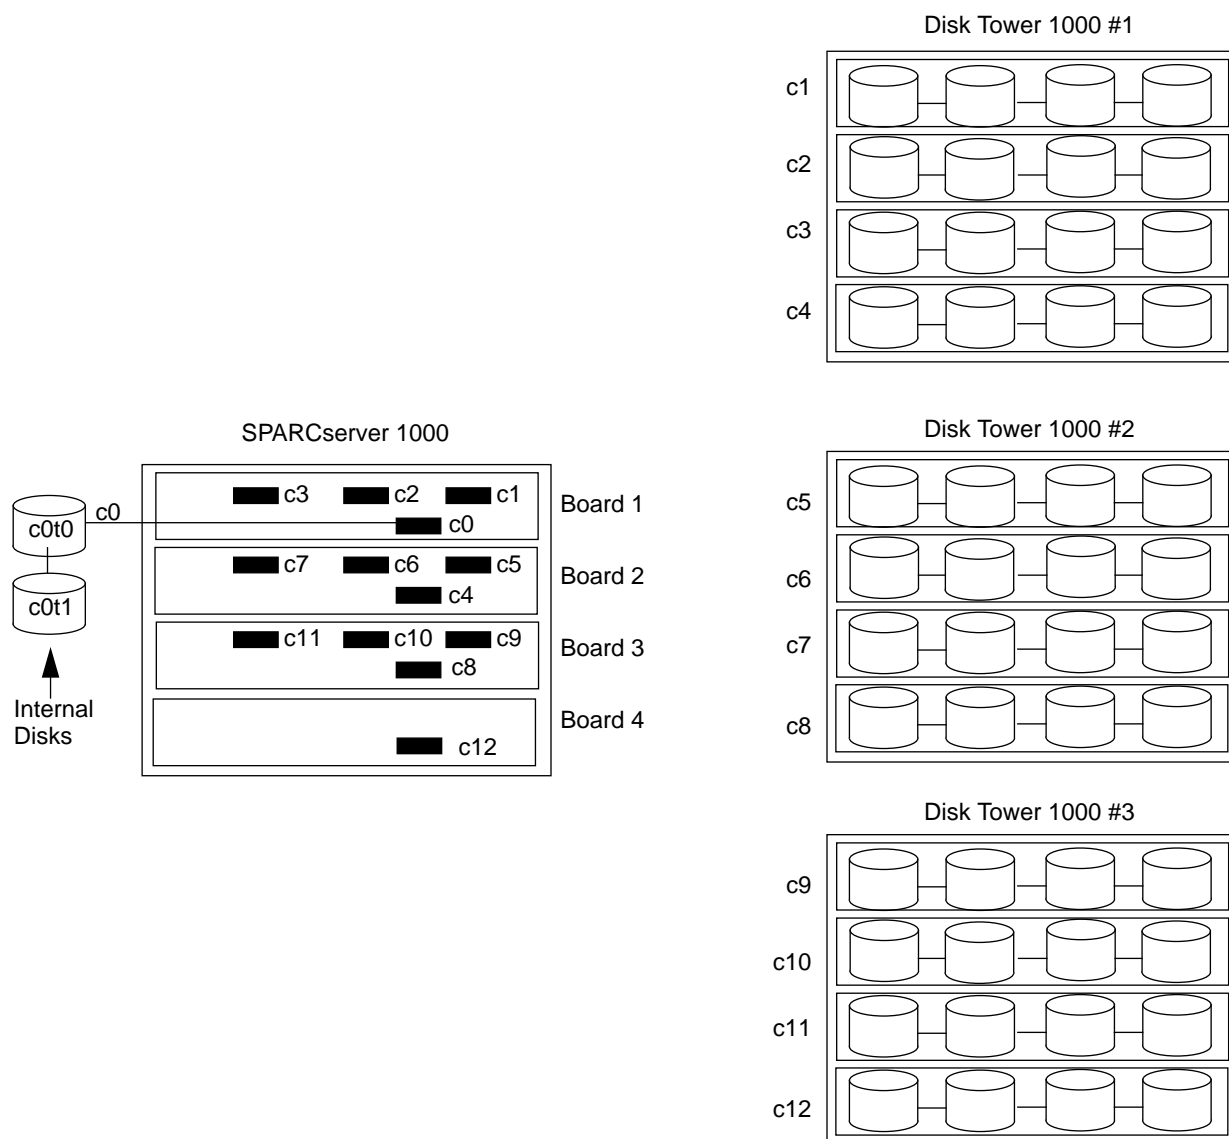 Disk Tower 1000 #1
c1
c2
c3
c4
SPARCserver 1000
c0t0
c0
c0t1
Internal
Disks
c3 c2 c1
c0
Board 1
c7 c6 c5
c4
Board 2
c11 c10 c9
c8
Board 3
c12
Board 4
Disk Tower 1000 #2
c5
c6
c7
c8
Disk Tower 1000 #3
c9
c10
c11
c12